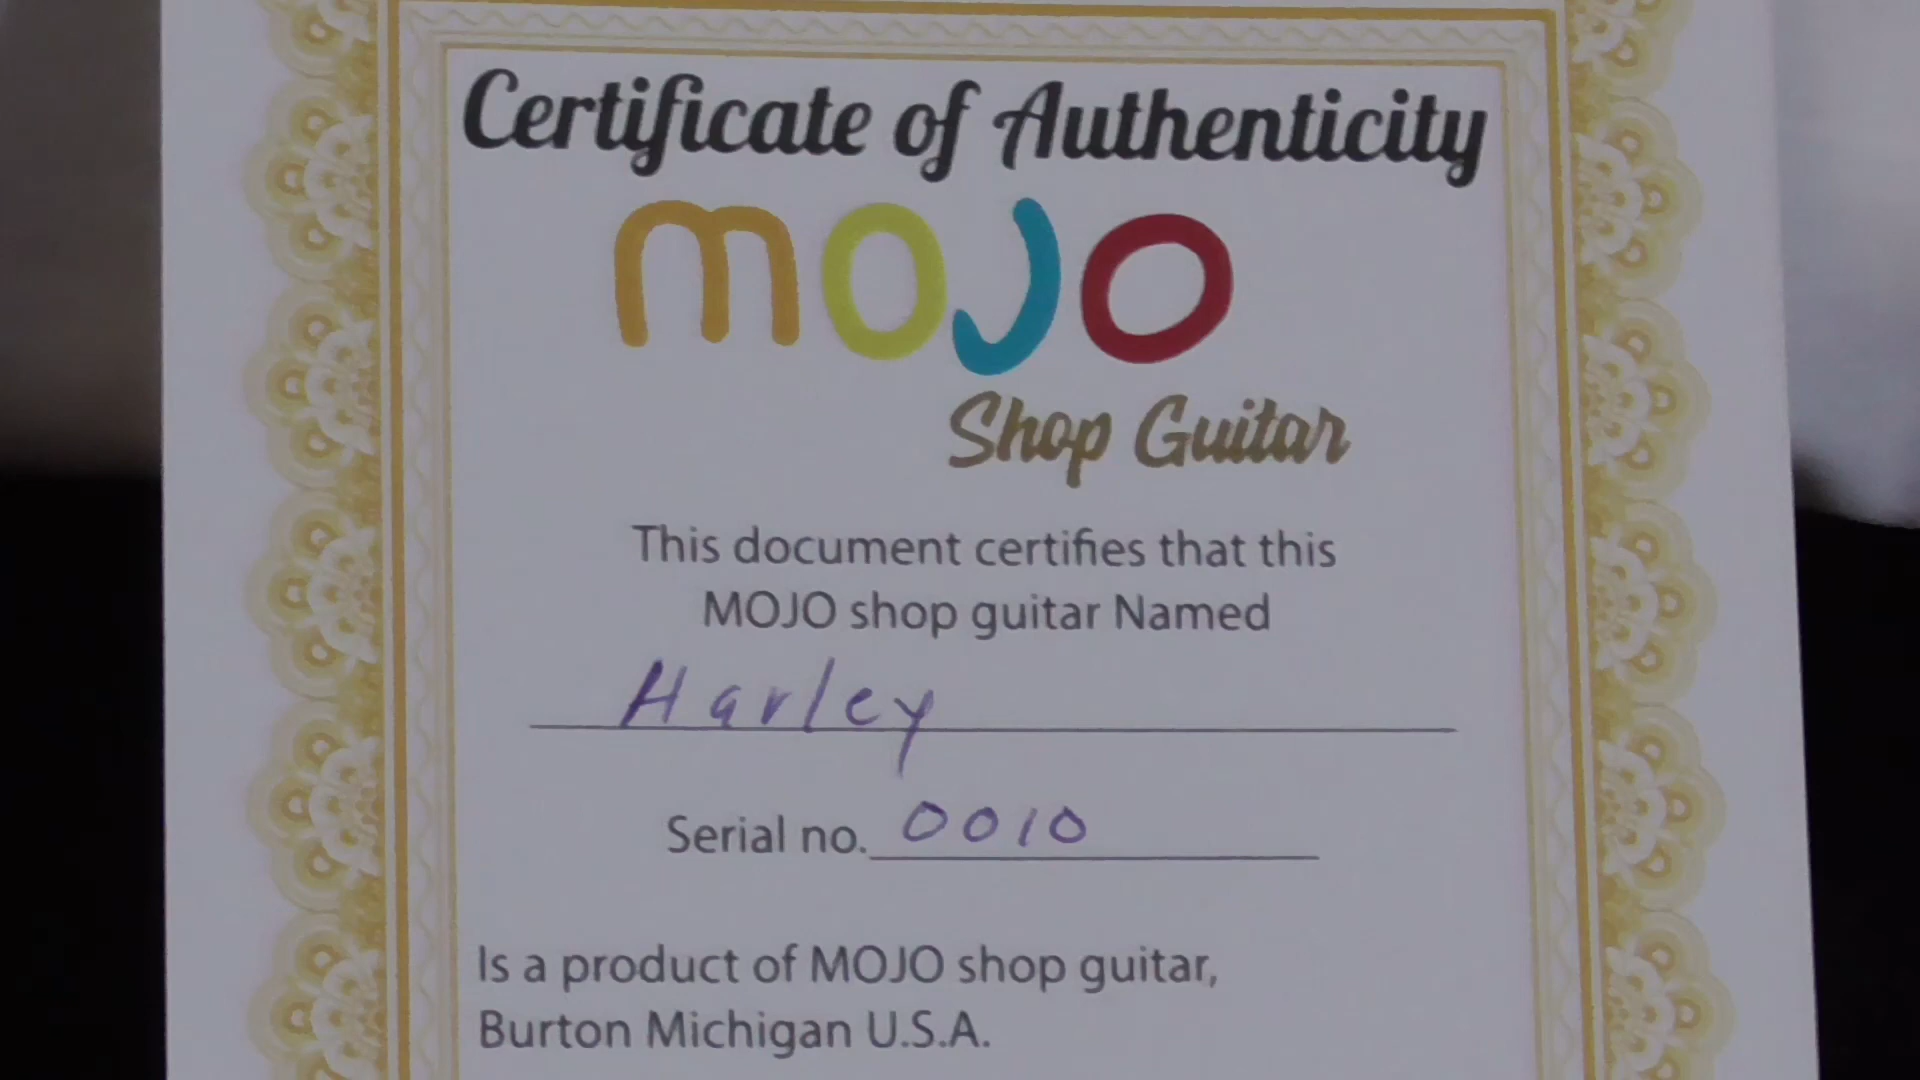 Certificate of Authenticity
MOJO
Shop Guitar
This document certifies that this
MOJO shop guitar Named
Harley
Serial no. 0010
Is a product of MOJO shop guitar,
Burton Michigan U.S.A.